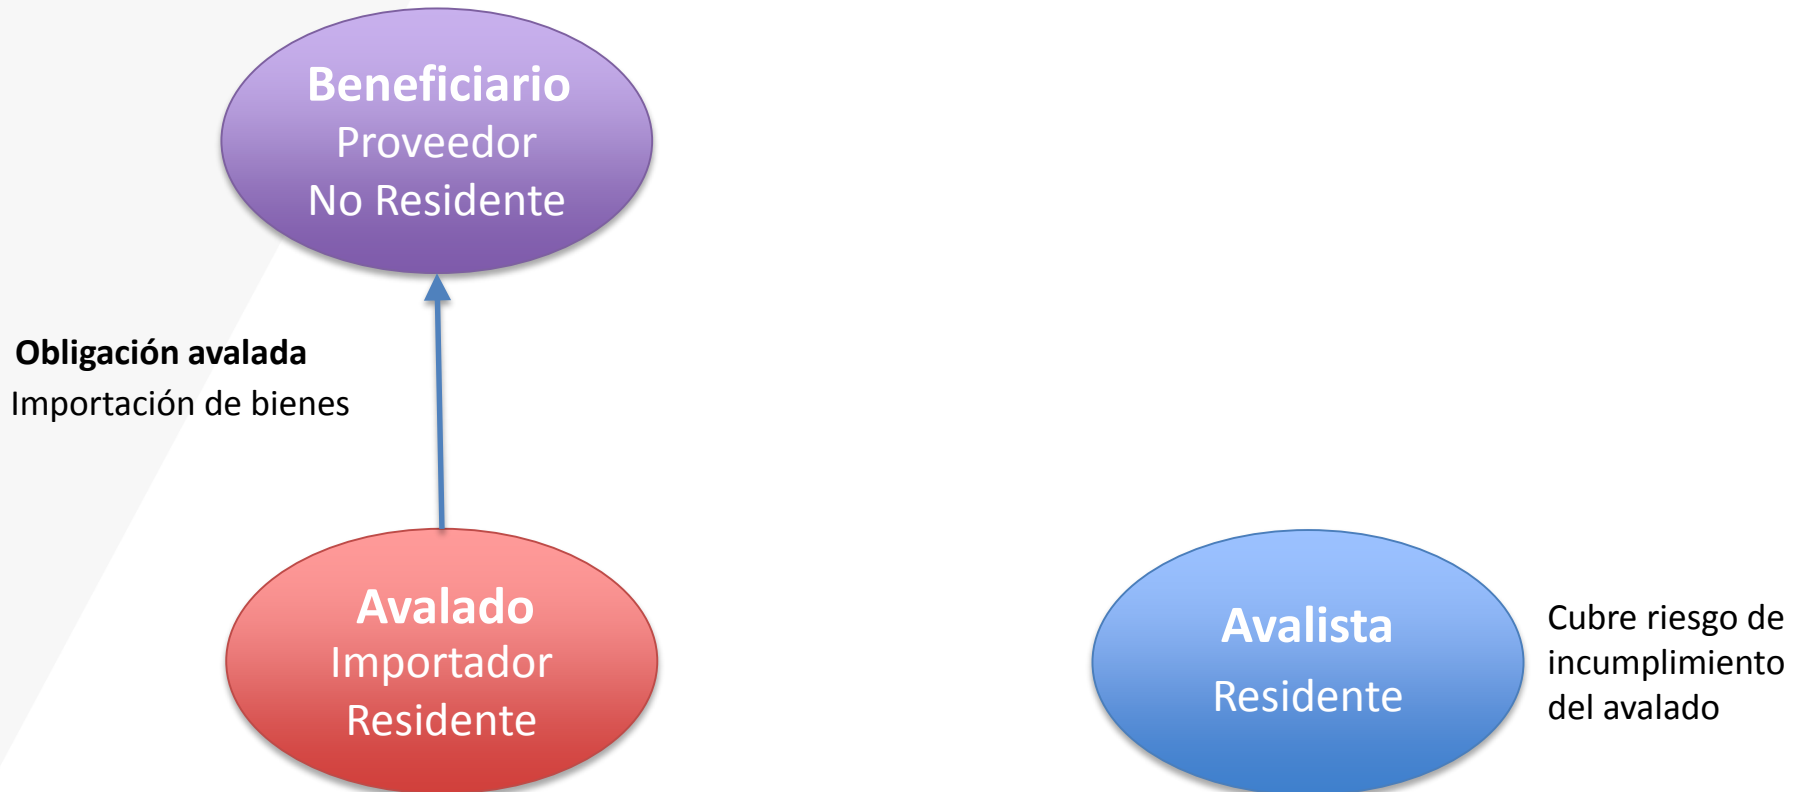 Beneficiario
Proveedor
No Residente
Obligación avalada
Importación de bienes
Avalado
Importador
Residente
Avalista
Residente
Cubre riesgo de
incumplimiento
del avalado